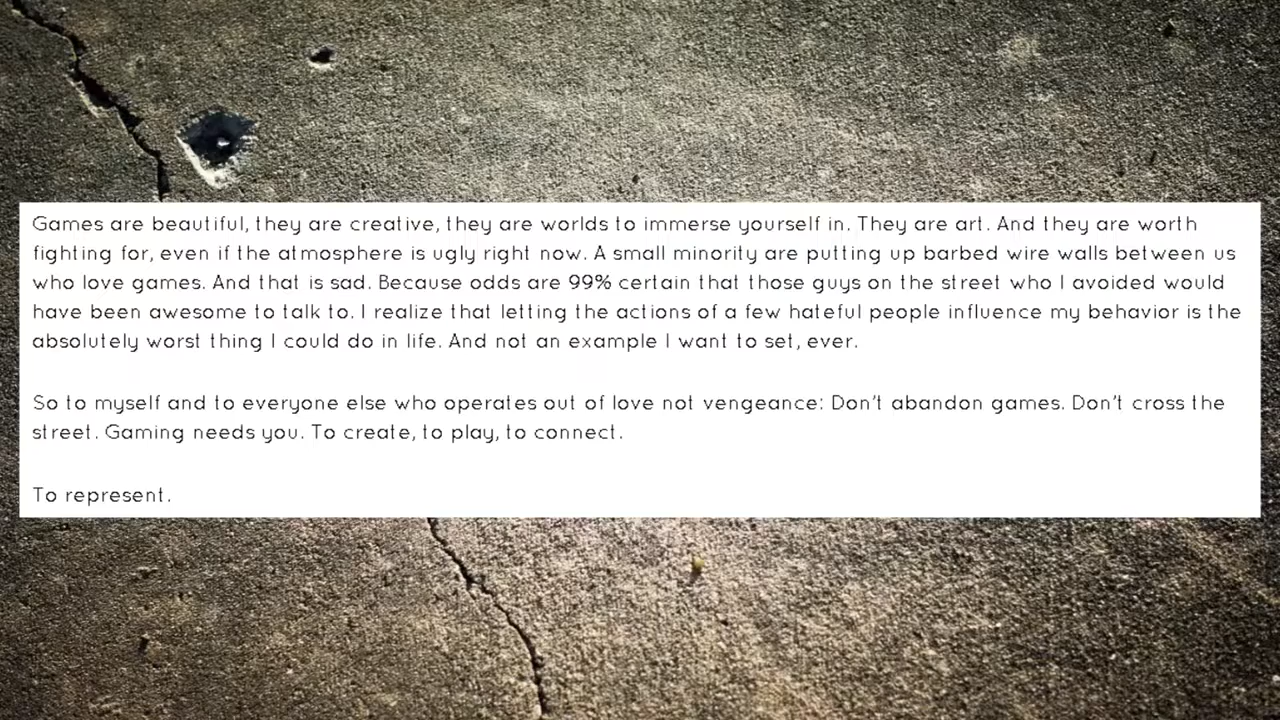 Games are beautiful, they are creative, they are worlds to immerse yourself in. They are art. And they are worth
fighting for, even if the atmosphere is ugly right now. A small minority are putting up barbed wire walls between us
who love games. And that is sad. Because odds are 99% certain that those guys on the street who I avoided would
have been awesome to talk to. I realize that letting the actions of a few hateful people influence my behavior is the
absolutely worst thing I could do in life. And not an example I want to set, ever.
So to myself and to everyone else who operates out of love not vengeance: Don't abandon games. Don't cross the
street. Gaming needs you. To create, to play, to connect.
To represent.